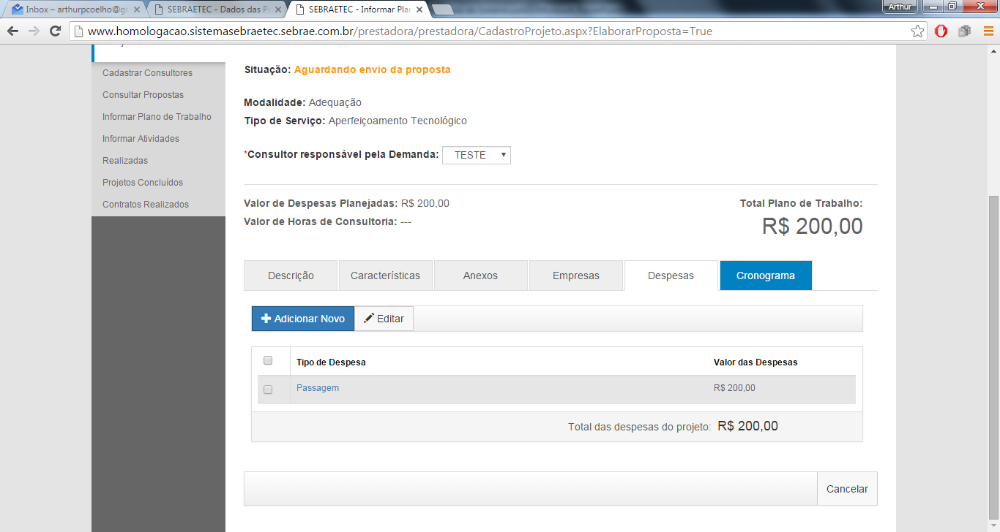 Inbox – arthurpcoelho@g
SEBRAETEC - Dados das P
SEBRAETEC - Informar Pla
Arthur
www.homologacao.sistemasebraetec.sebrae.com.br/prestadora/prestadora/CadastroProjeto.aspx?ElaborarProposta=True
Cadastrar Consultores
Consultar Propostas
Informar Plano de Trabalho
Informar Atividades
Realizadas
Projetos Concluídos
Contratos Realizados
Situação: Aguardando envio da proposta
Modalidade: Adequação
Tipo de Serviço: Aperfeiçoamento Tecnológico
*Consultor responsável pela Demanda: TESTE
Valor de Despesas Planejadas: R$ 200,00
Valor de Horas de Consultoria: ---
Total Plano de Trabalho:
R$ 200,00
Descrição Características Anexos Empresas Despesas Cronograma
Adicionar Novo Editar
Tipo de Despesa Valor das Despesas
Passagem R$ 200,00
Total das despesas do projeto: R$ 200,00
Cancelar